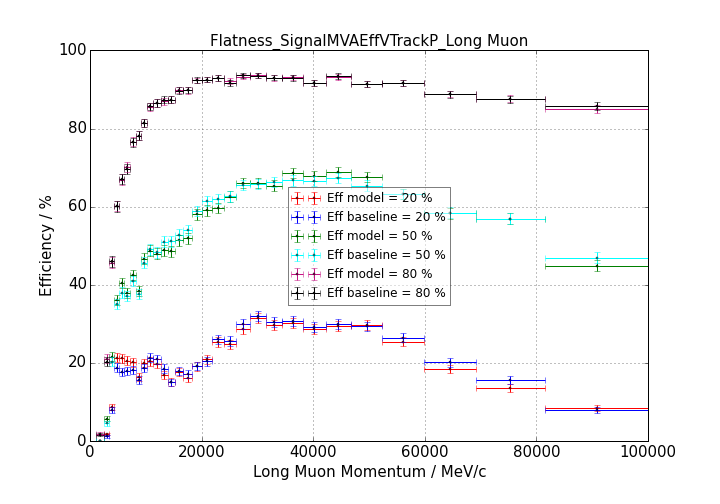 Flatness_SignalMVAEffVTrackP_Long Muon
100
80
60
40
20
0
Efficiency / %
Eff model = 20 %
Eff baseline = 20 %
Eff model = 50 %
Eff baseline = 50 %
Eff model = 80 %
Eff baseline = 80 %
0 20000 40000 60000 80000 100000
Long Muon Momentum / MeV/c